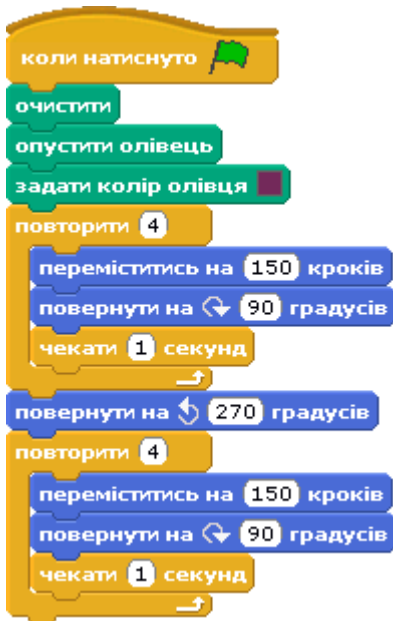 коли натиснуто
очистити
опустити олівець
задати колір олівця
повторити 4
переміститись на 150 кроків
повернути на 90 градусів
чекати 1 секунд
повернути на 270 градусів
повторити 4
переміститись на 150 кроків
повернути на 90 градусів
чекати 1 секунд